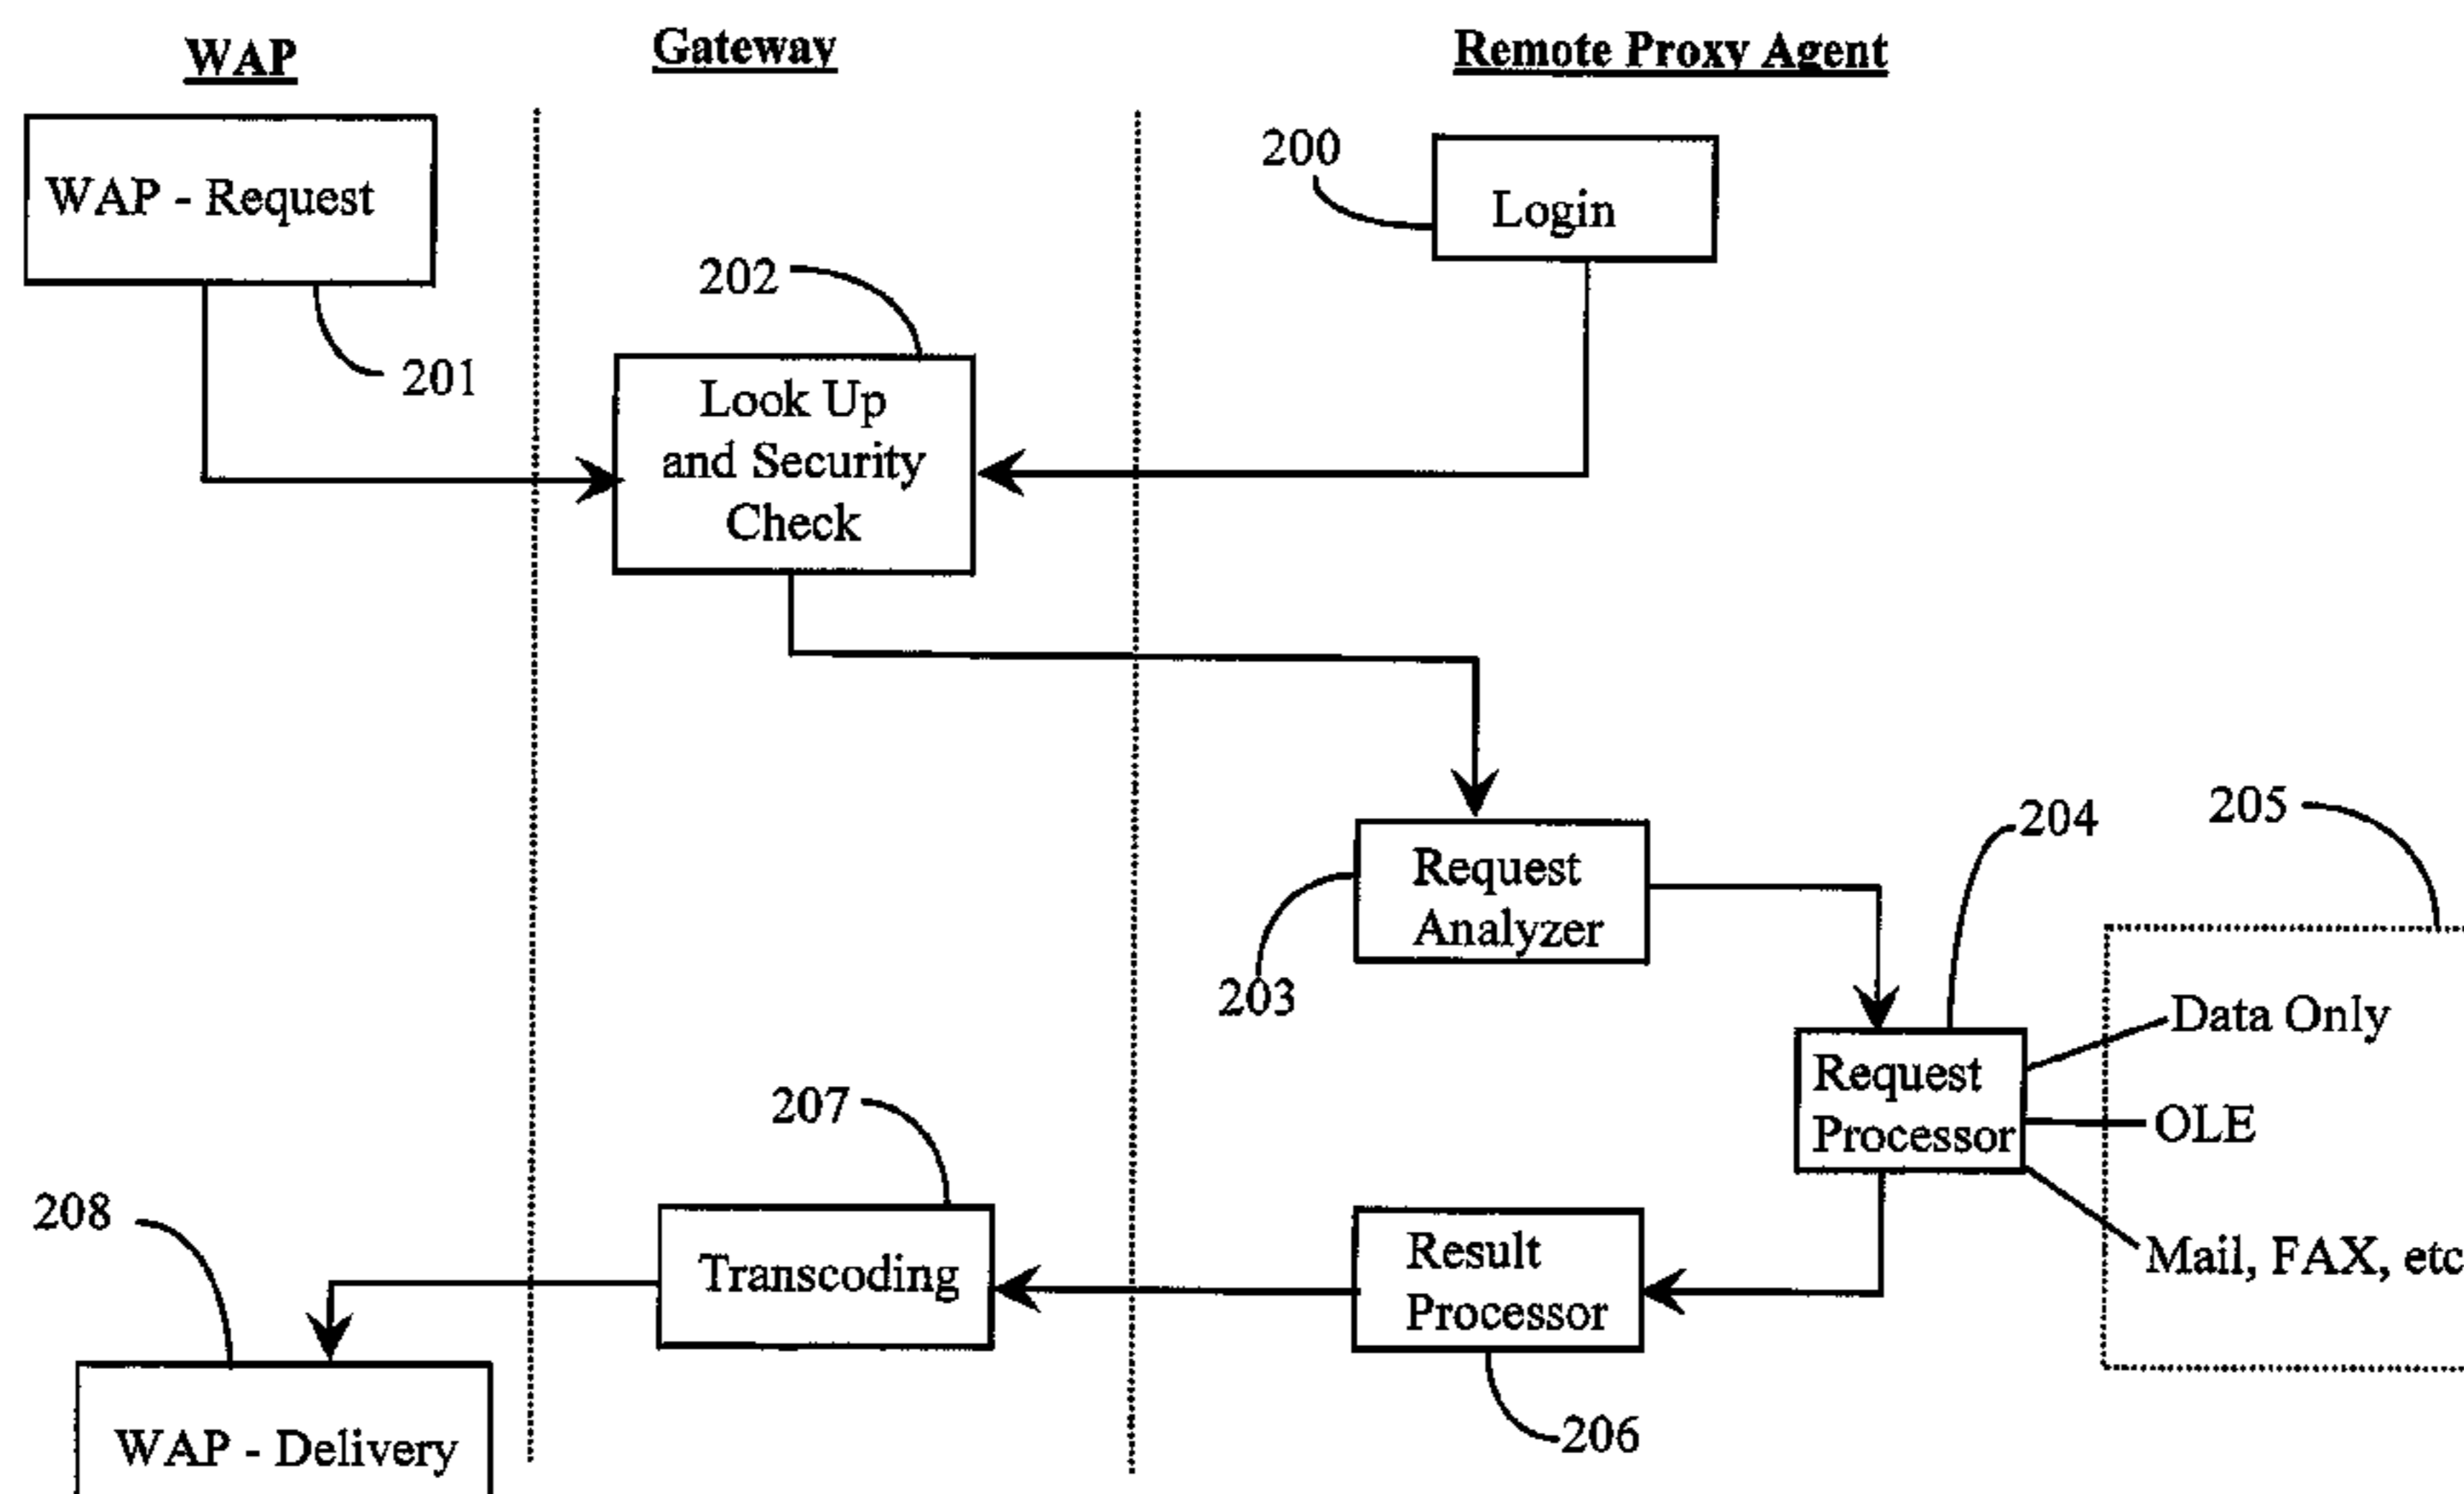 WAP
Gateway
Remote Proxy Agent
WAP - Request
200
Login
202
201
Look Up
and Security
Check
204
205
Request
Analyzer
203
Data Only
Request
Processor
OLE
207
208
Transcoding
Result
Processor
Mail, FAX, etc
206
WAP - Delivery